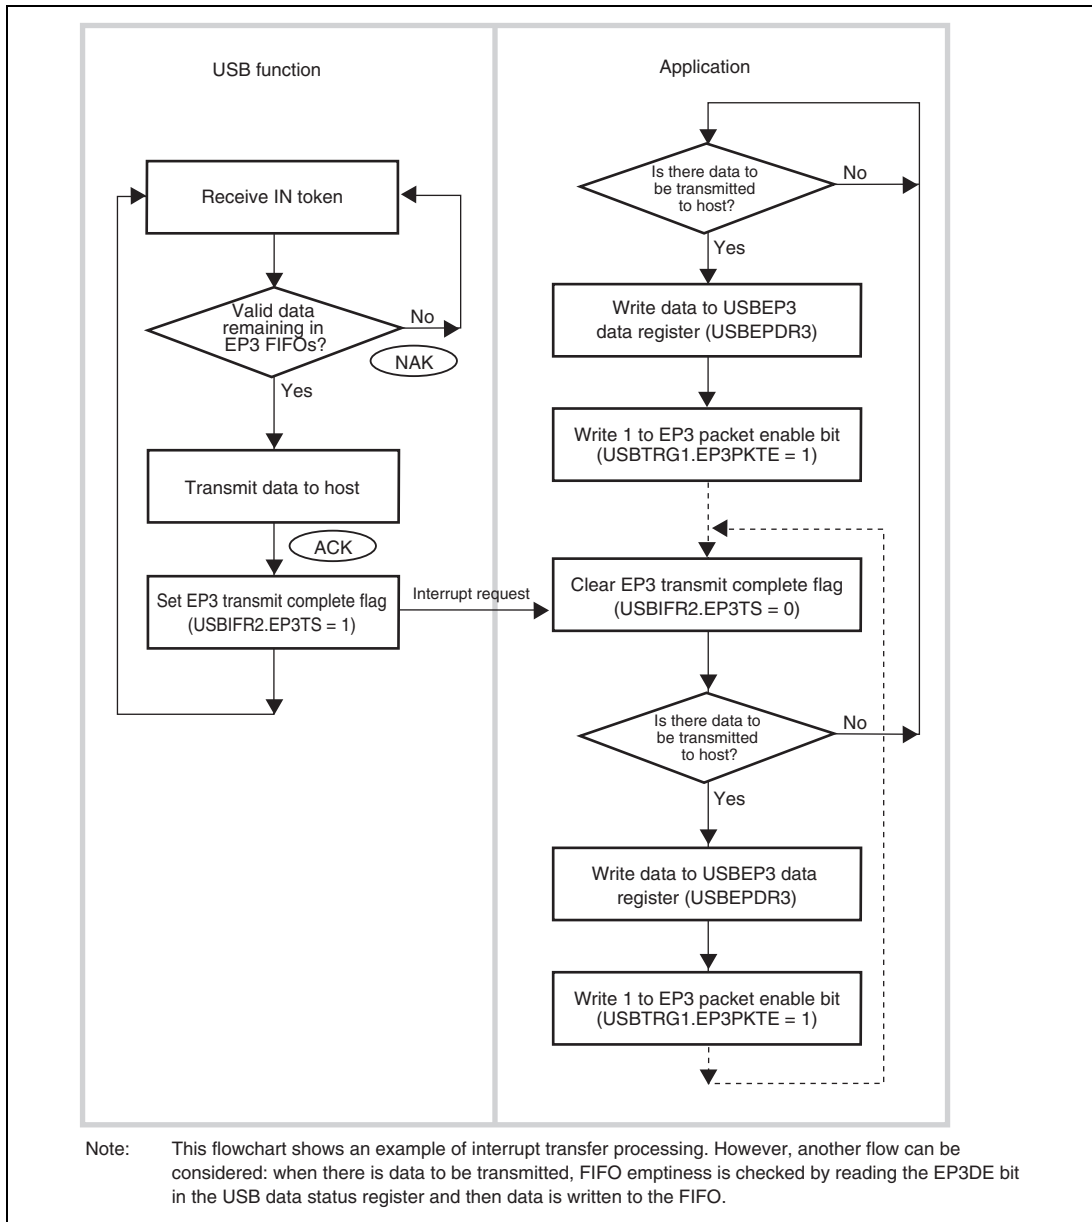 USB function
Receive IN token
Valid data
remaining in
EP3 FIFOs?
No
NAK
Yes
Transmit data to host
ACK
Set EP3 transmit complete flag
(USBIFR2.EP3TS = 1)
Interrupt request
Application
Is there data to
be transmitted
to host?
No
Yes
Write data to USBEP3
data register (USBEPDR3)
Write 1 to EP3 packet enable bit
(USBTRG1.EP3PKTE = 1)
Clear EP3 transmit complete flag
(USBIFR2.EP3TS = 0)
Is there data to
be transmitted
to host?
No
Yes
Write data to USBEP3 data
register (USBEPDR3)
Write 1 to EP3 packet enable bit
(USBTRG1.EP3PKTE = 1)
Note: This flowchart shows an example of interrupt transfer processing. However, another flow can be
considered: when there is data to be transmitted, FIFO emptiness is checked by reading the EP3DE bit
in the USB data status register and then data is written to the FIFO.